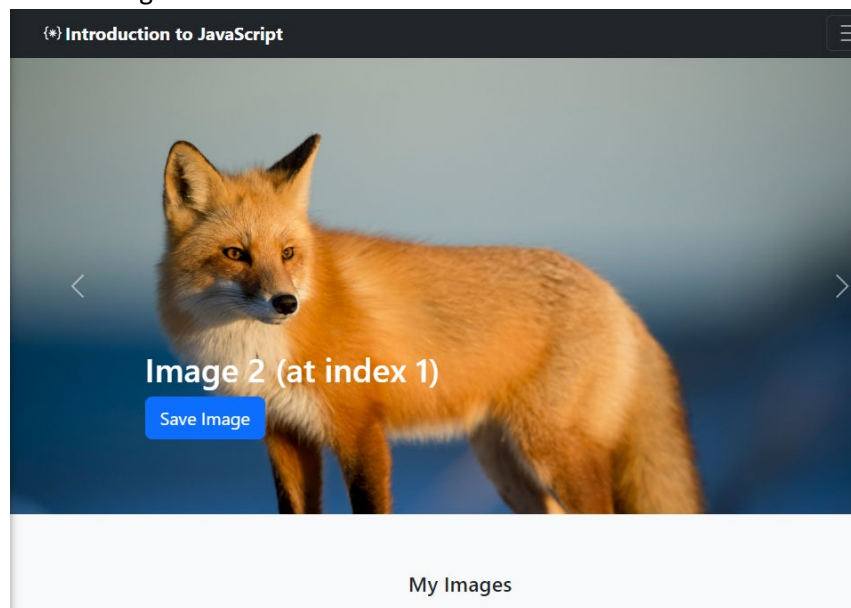 {*} Introduction to JavaScript
Image 2 (at index 1)
Save Image
My Images